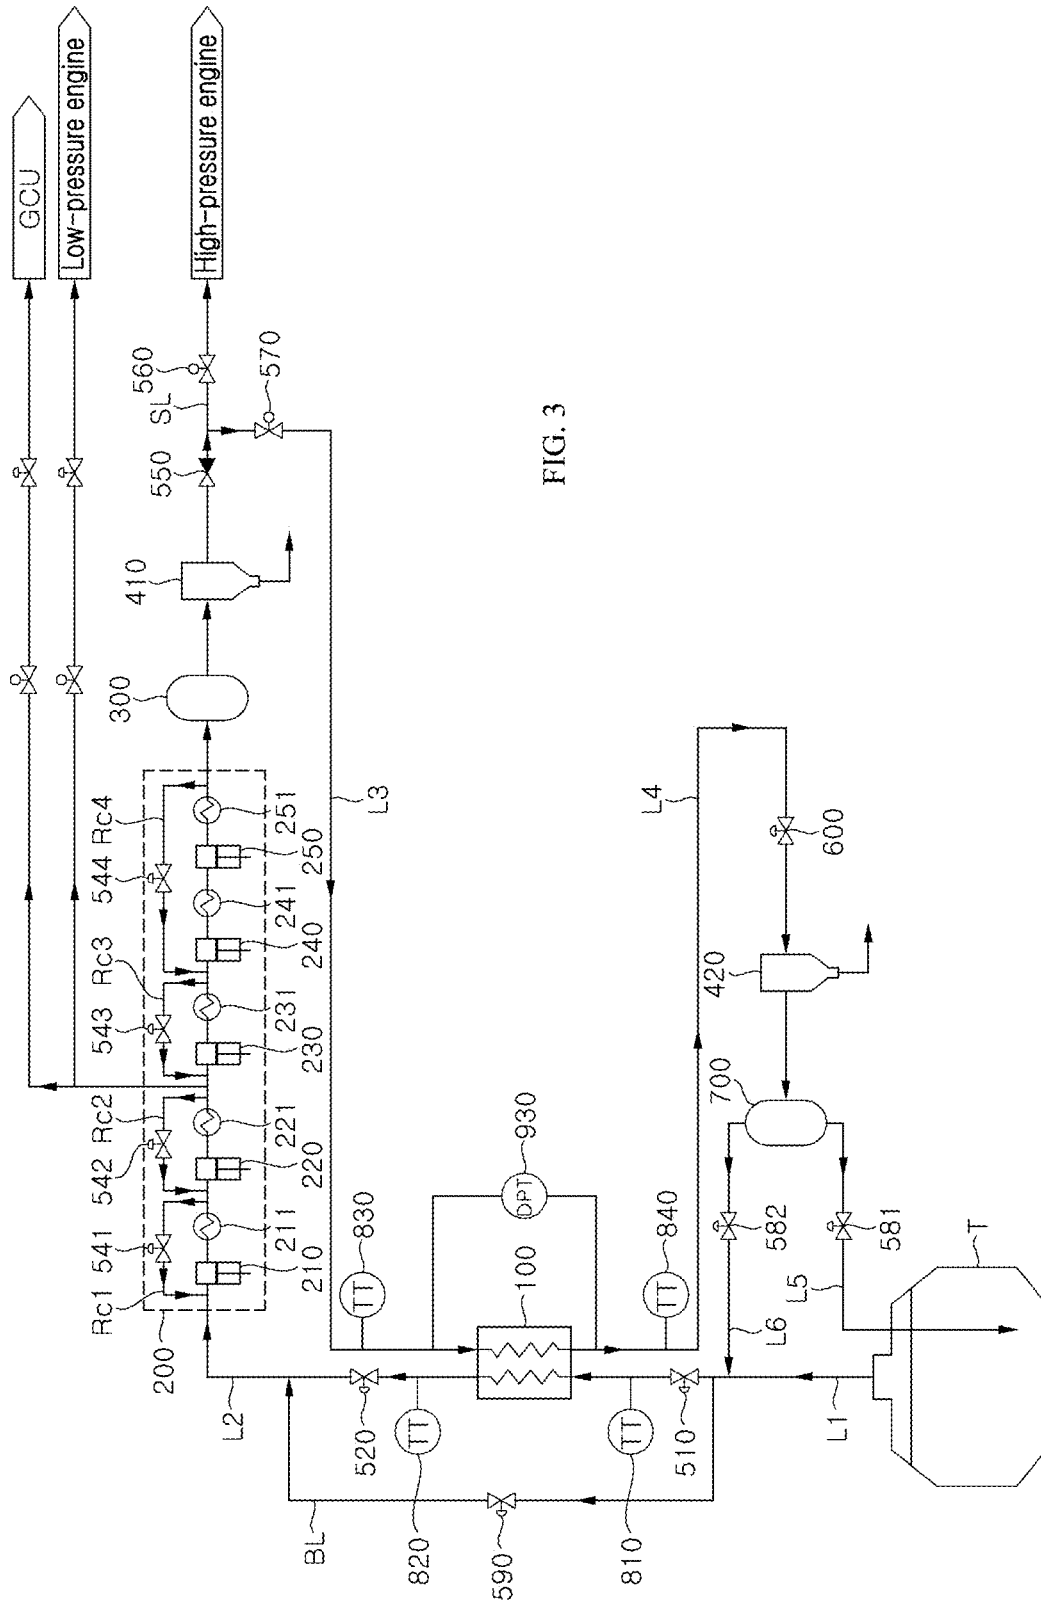 GCU
Low-pressure engine
Rc1 541 542 Rc2 543 Rc3 544 Rc4
300 410 560
200 SL
High-pressure engine
L2 550
211 221 231 241 251 570
BL 210 220 230 240 250
TT 830 L3
520
TT
820
590 DPT 930
100
FIG. 3
TT
810
TT 840
510 L4
700 420
L6 582 600
L5 581
L1
T